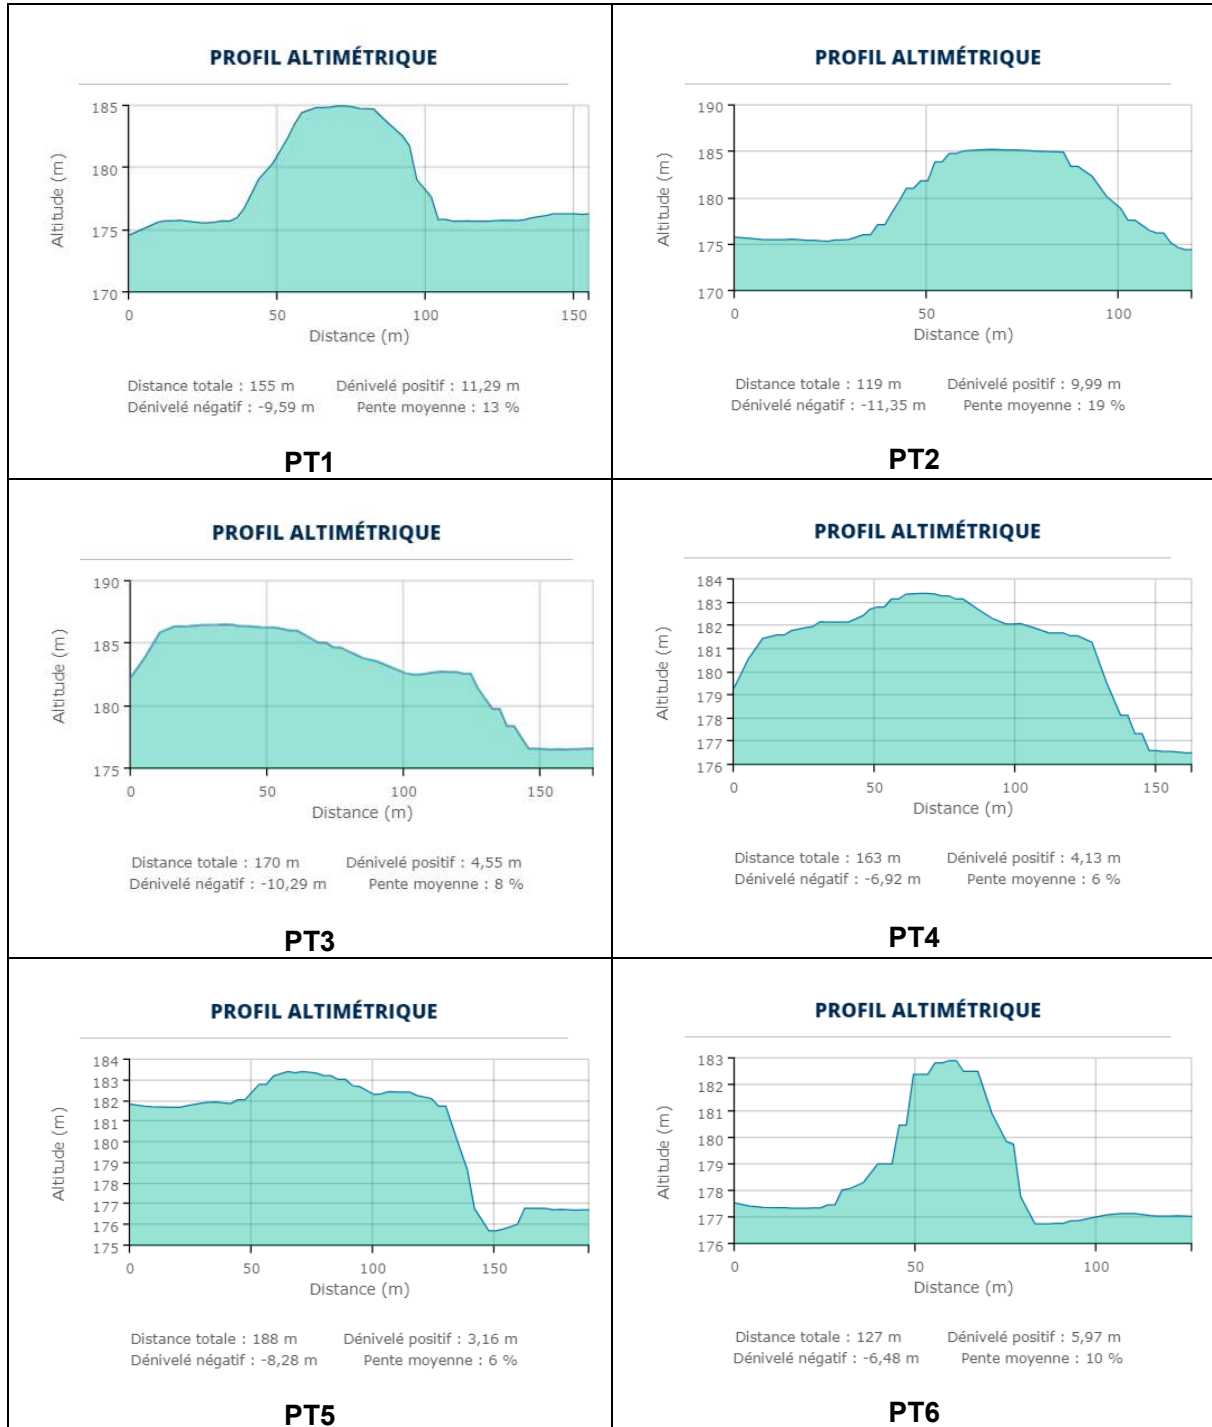 PROFIL ALTIMÉTRIQUE
185
180
175
170
Altitude (m)
0 50 100 150
Distance (m)
Distance totale : 155 m Dénivelé positif : 11,29 m
Dénivelé négatif : -9,59 m Pente moyenne : 13 %
PT1
PROFIL ALTIMÉTRIQUE
190
185
180
175
170
Altitude (m)
0 50 100
Distance (m)
Distance totale : 119 m Dénivelé positif : 9,99 m
Dénivelé négatif : -11,35 m Pente moyenne : 19 %
PT2
PROFIL ALTIMÉTRIQUE
190
185
180
175
Altitude (m)
0 50 100 150
Distance (m)
Distance totale : 170 m Dénivelé positif : 4,55 m
Dénivelé négatif : -10,29 m Pente moyenne : 8 %
PT3
PROFIL ALTIMÉTRIQUE
184
183
182
181
180
179
178
177
176
Altitude (m)
0 50 100 150
Distance (m)
Distance totale : 163 m Dénivelé positif : 4,13 m
Dénivelé négatif : -6,92 m Pente moyenne : 6 %
PT4
PROFIL ALTIMÉTRIQUE
184
183
182
181
180
179
178
177
176
175
Altitude (m)
0 50 100 150
Distance (m)
Distance totale : 188 m Dénivelé positif : 3,16 m
Dénivelé négatif : -8,28 m Pente moyenne : 6 %
PT5
PROFIL ALTIMÉTRIQUE
183
182
181
180
179
178
177
176
Altitude (m)
0 50 100
Distance (m)
Distance totale : 127 m Dénivelé positif : 5,97 m
Dénivelé négatif : -6,48 m Pente moyenne : 10 %
PT6